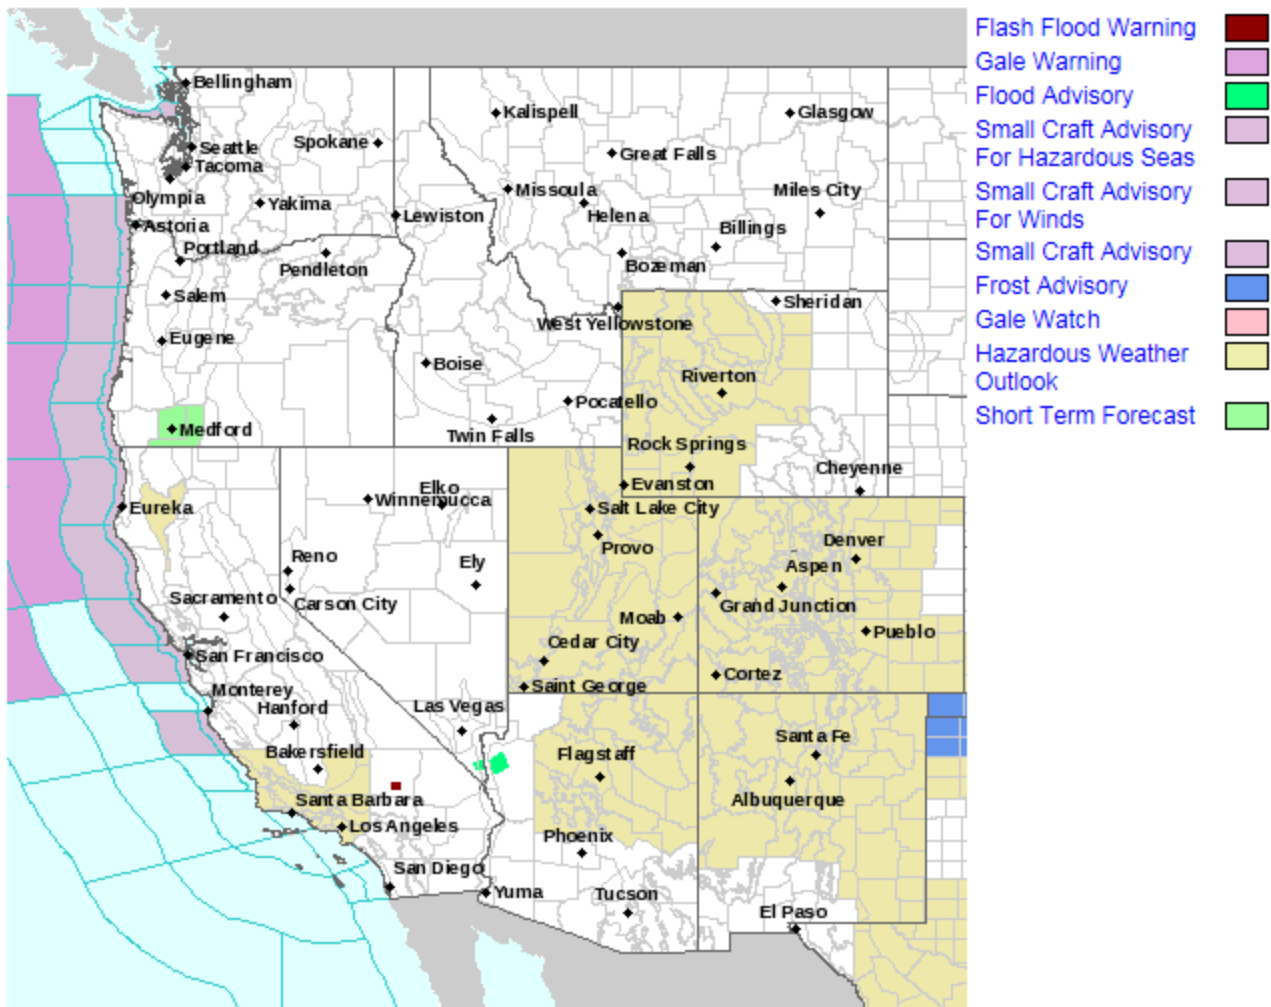 Flash Flood Warning
Gale Warning
Flood Advisory
Small Craft Advisory
For Hazardous Seas
Small Craft Advisory
For Winds
Small Craft Advisory
Frost Advisory
Gale Watch
Hazardous Weather
Outlook
Short Term Forecast
Bellingham
Kalispell
Glasgow
Seattle
Spokane
Great Falls
Tacoma
Missoula
Miles City
Olympia
Yakima
Lewiston
Helena
Astoria
Billings
Portland
Pendleton
Bozeman
Salem
Sheridan
West Yellowstone
Eugene
Boise
Riverton
Pocatello
Medford
Twin Falls
Rock Springs
Cheyenne
Evanston
Elko
Winnemucca
Eureka
Salt Lake City
Provo
Denver
Reno
Ely
Aspen
Sacramento
Carson City
Grand Junction
Moab
Pueblo
Cedar City
San Francisco
Cortez
Saint George
Monterey
Hanford
Las Vegas
Santa Fe
Bakersfield
Flagstaff
Santa Barbara
Albuquerque
Los Angeles
Phoenix
San Diego
Yuma
Tucson
El Paso